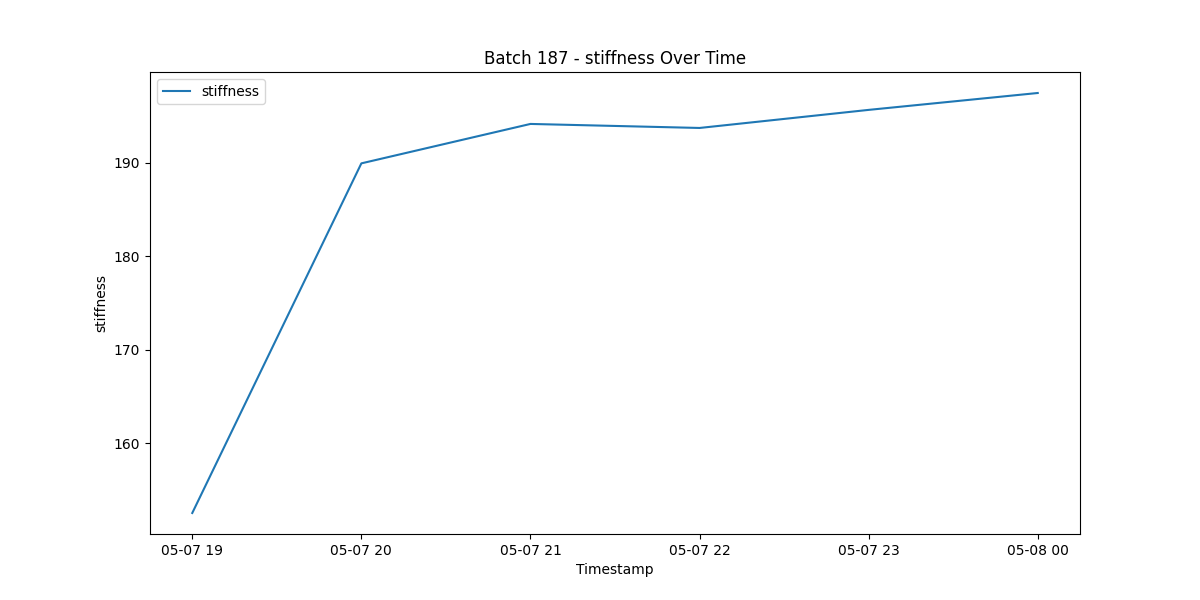 Batch 187 - stiffness Over Time
stiffness
190
180
170
160
stiffness
05-07 19
05-07 20
05-07 21
05-07 22
05-07 23
05-08 00
Timestamp